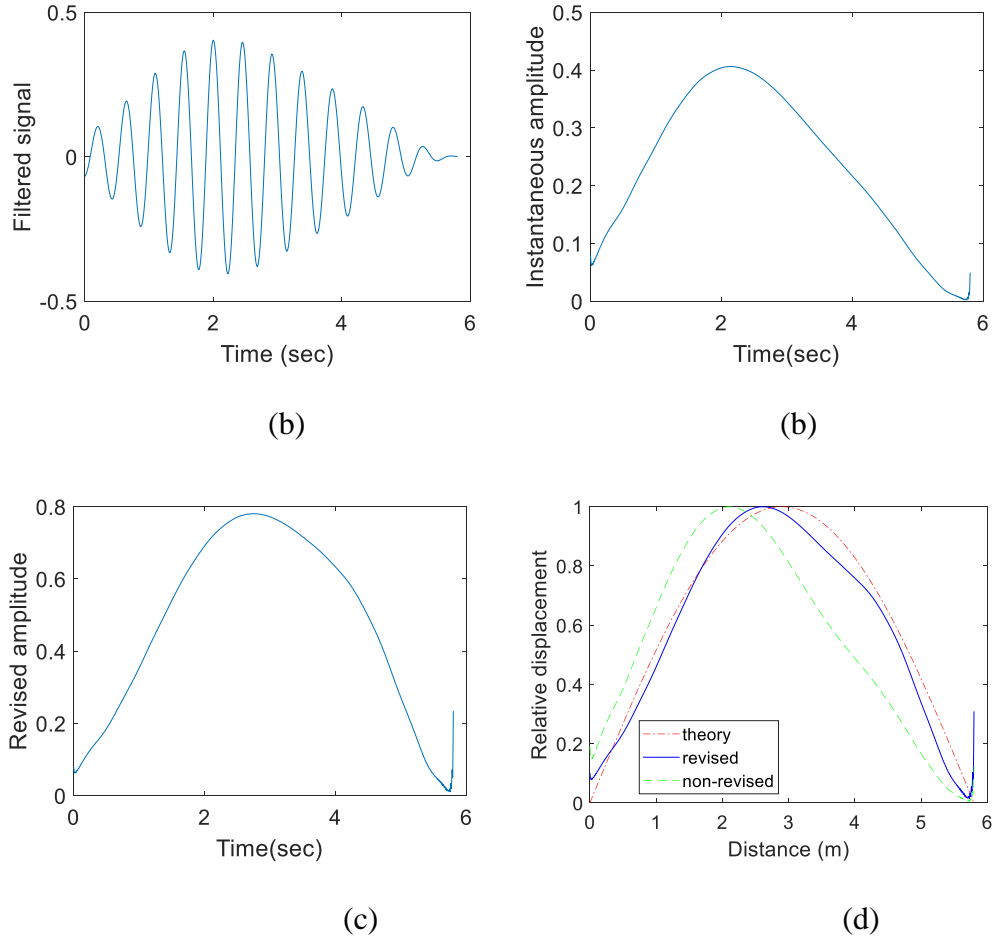 0.5
0
-0.5
Filtered signal
0 2 4 6
Time (sec)
(b)
0.5
0.4
0.3
0.2
0.1
0
Instantaneous amplitude
0 2 4 6
Time(sec)
(b)
0.8
0.6
0.4
0.2
0
Revised amplitude
0 2 4 6
Time(sec)
(c)
1
0.8
0.6
0.4
0.2
0
Relative displacement
theory
revised
non-revised
0 1 2 3 4 5 6
Distance (m)
(d)